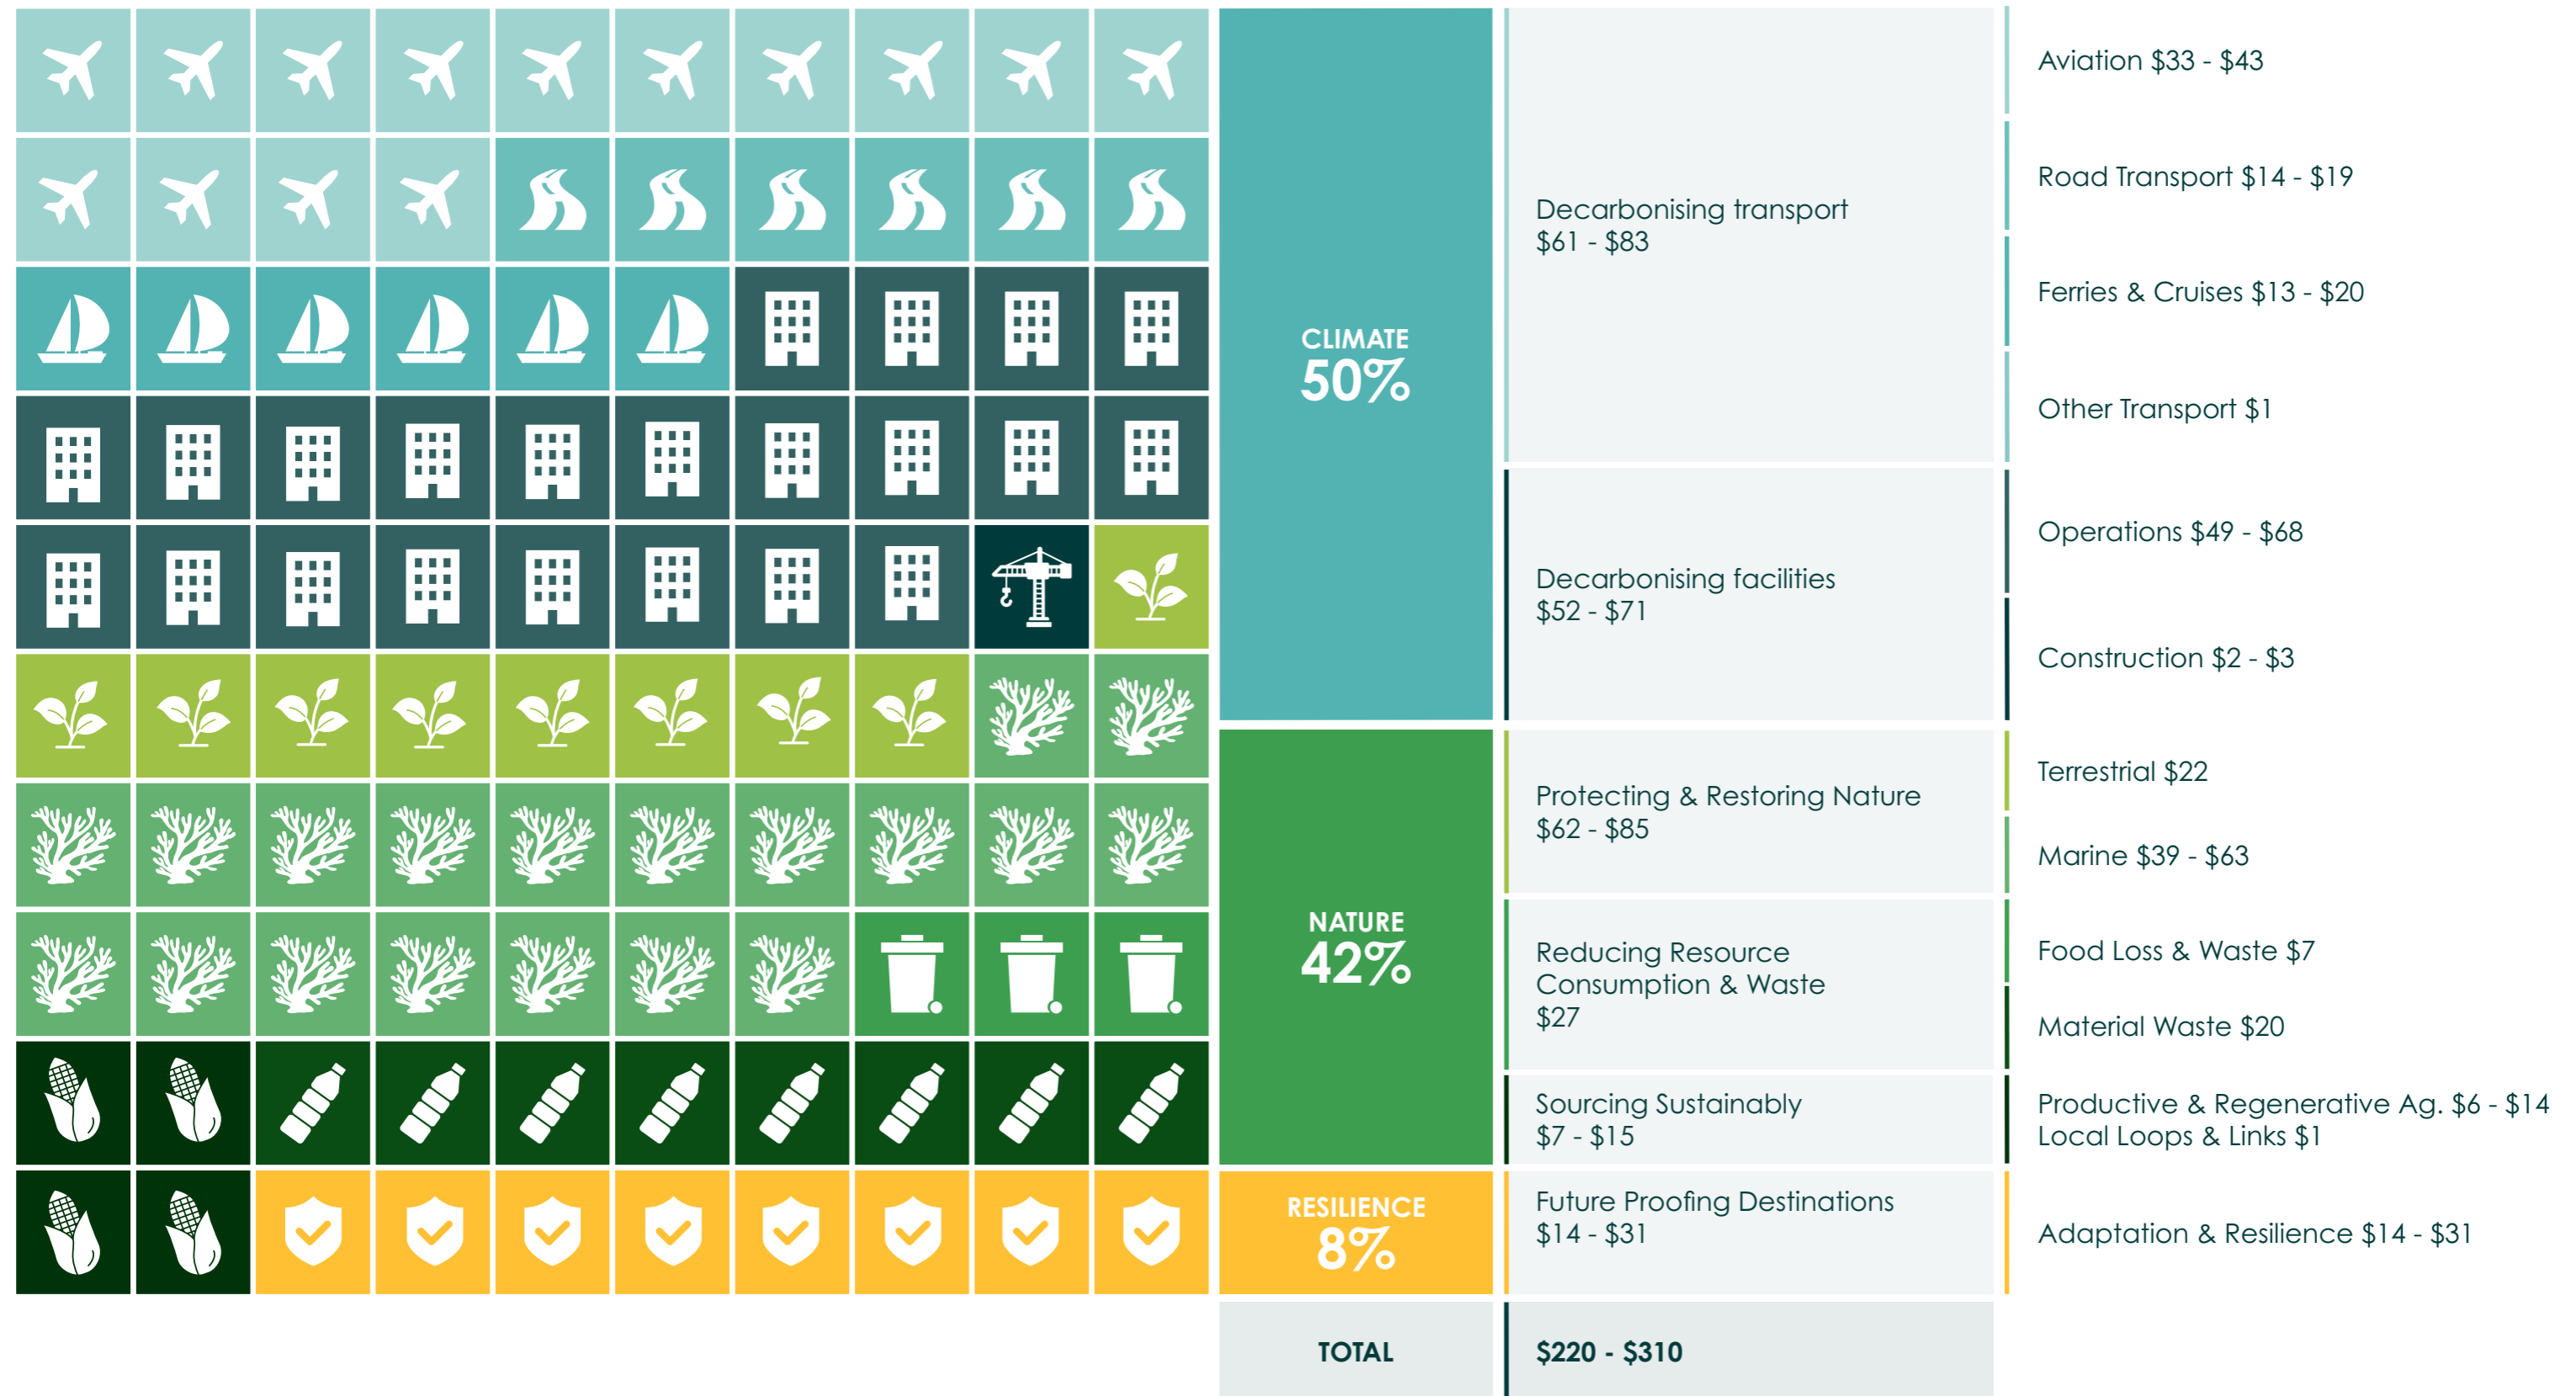 CLIMATE
50%
Decarbonising transport
$61 - $83
Aviation $33 - $43
Road Transport $14 - $19
Ferries & Cruises $13 - $20
Other Transport $1
Decarbonising facilities
$52 - $71
Operations $49 - $68
Construction $2 - $3
NATURE
42%
Protecting & Restoring Nature
$62 - $85
Terrestrial $22
Marine $39 - $63
Reducing Resource
Consumption & Waste
$27
Food Loss & Waste $7
Material Waste $20
Sourcing Sustainably
$7 - $15
Productive & Regenerative Ag. $6 - $14
Local Loops & Links $1
RESILIENCE
8%
Future Proofing Destinations
$14 - $31
Adaptation & Resilience $14 - $31
TOTAL
$220 - $310